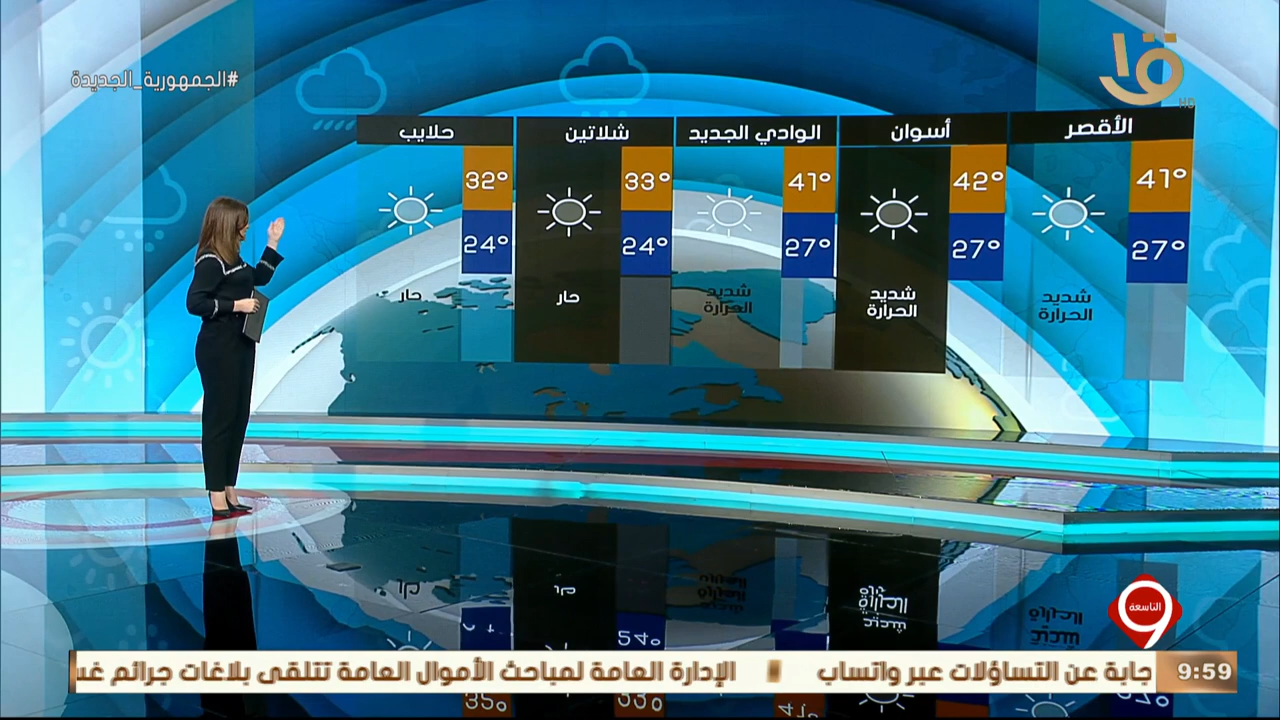 #الجمهورية_الجديدة
ق١
HD
الأقصر
أسوان
الوادي الجديد
شلاتين
حلايب
41°
42°
41°
33°
32°
27°
27°
27°
24°
24°
شديد
الحرارة
شديد
الحرارة
شديد
الحرارة
حار
حار
التاسعة
9
9:59
جابة عن التساؤلات عبر واتساب
الإدارة العامة لمباحث الأموال العامة تتلقى بلاغات جرائم غس